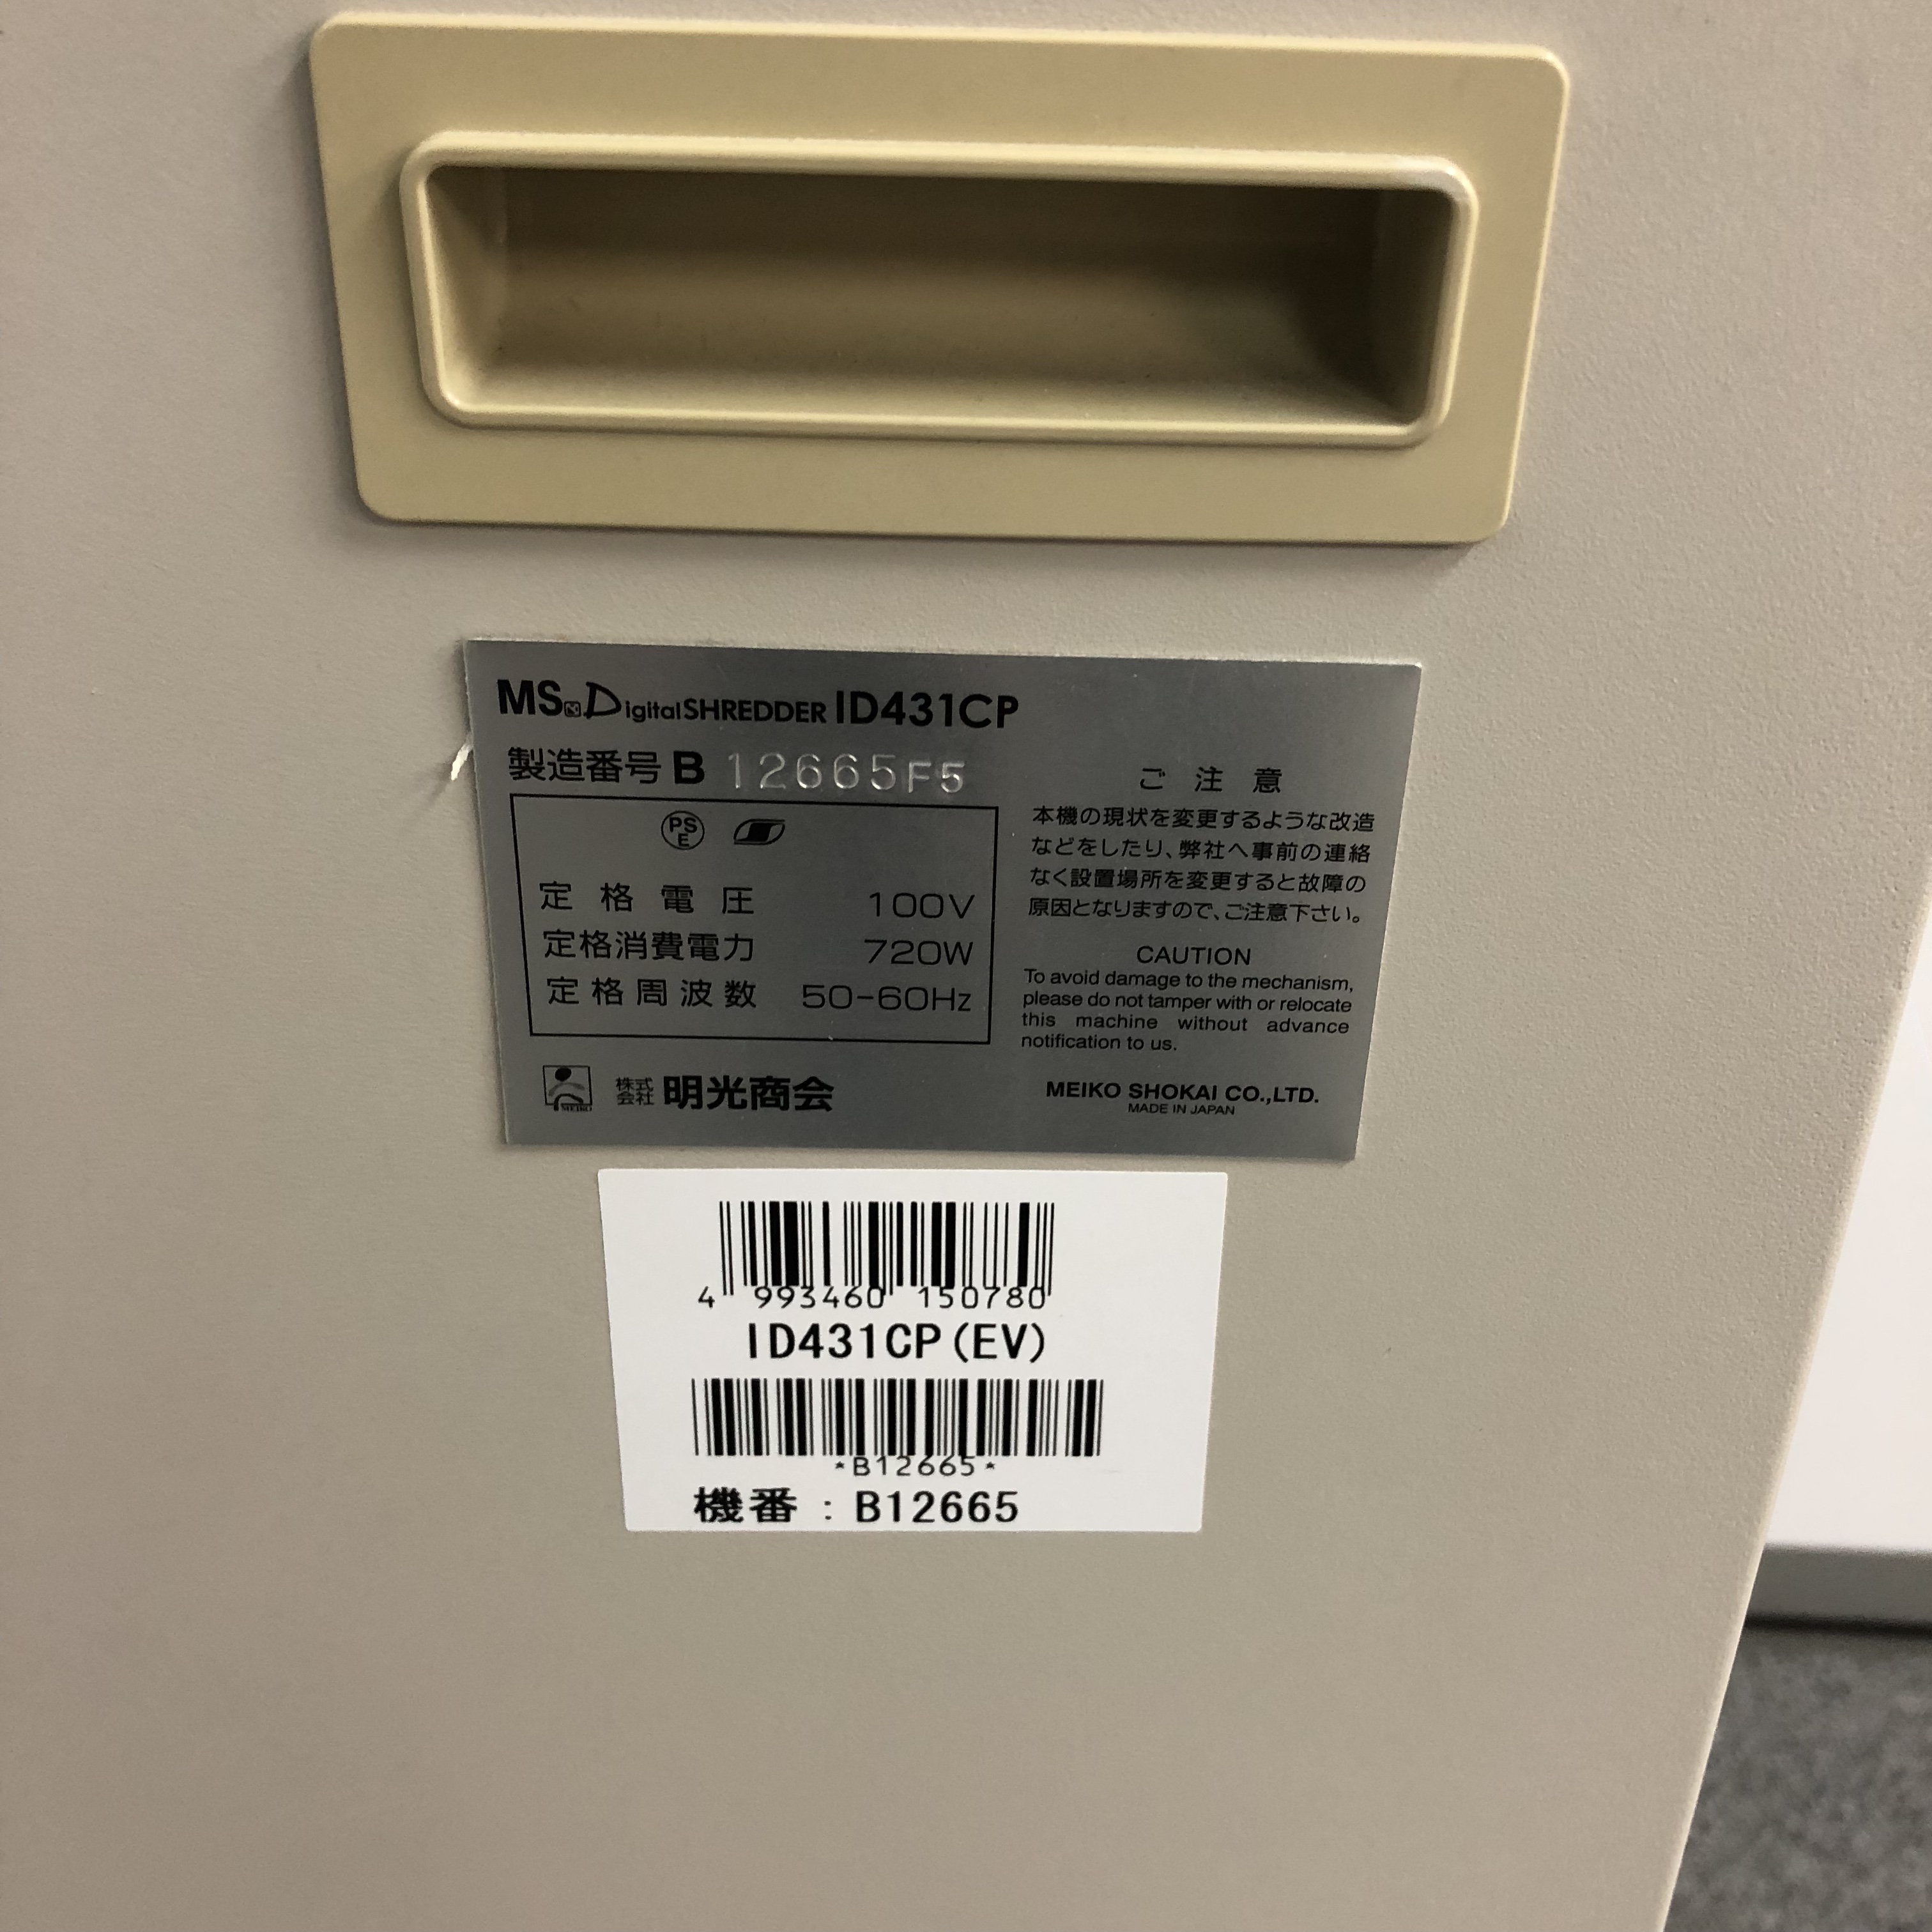 MS DigitalSHREDDER ID431CP
製造番号 B 12665F5
PSE
定格電圧 100V
定格消費電力 720W
定格周波数 50-60Hz
株式会社 明光商会
ご注意
本機の現状を変更するような改造
などをしたり、弊社へ事前の連絡
なく設置場所を変更すると故障の
原因となりますので、ご注意下さい。
CAUTION
To avoid damage to the mechanism,
please do not tamper with or relocate
this machine without advance
notification to us.
MEIKO SHOKAI CO.,LTD.
MADE IN JAPAN
4 993460 150780
ID431CP(EV)
*B12665*
機番：B12665